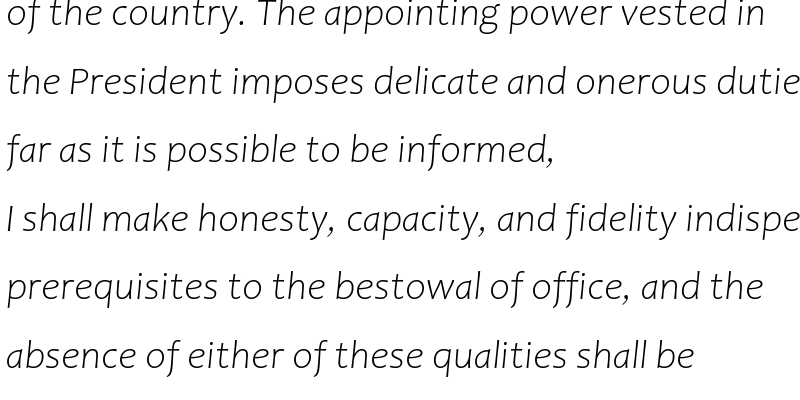 of the country. The appointing power vested in
the President imposes delicate and onerous dutie
far as it is possible to be informed,
I shall make honesty, capacity, and fidelity indispe
prerequisites to the bestowal of office, and the
absence of either of these qualities shall be